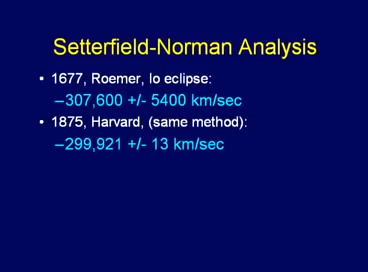 Setterfield-Norman Analysis
▪ 1677, Roemer, Io eclipse:
–307,600 +/- 5400 km/sec
▪ 1875, Harvard, (same method):
–299,921 +/- 13 km/sec